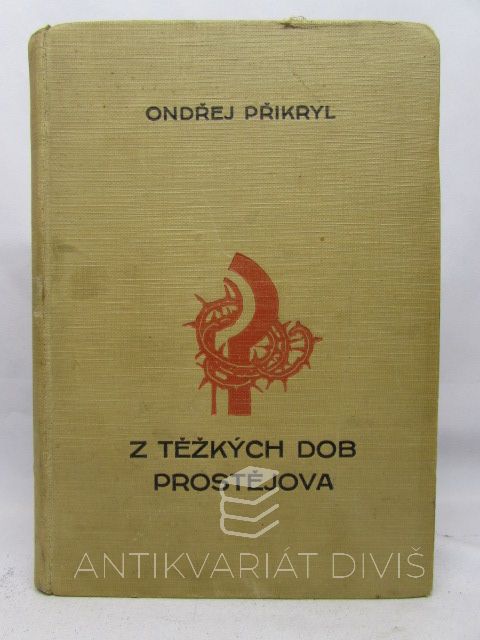 ONDŘEJ PŘIKRYL
Z TĚŽKÝCH DOB
PROSTĚJOVA
ANTIKVARIÁT DIVIŠ